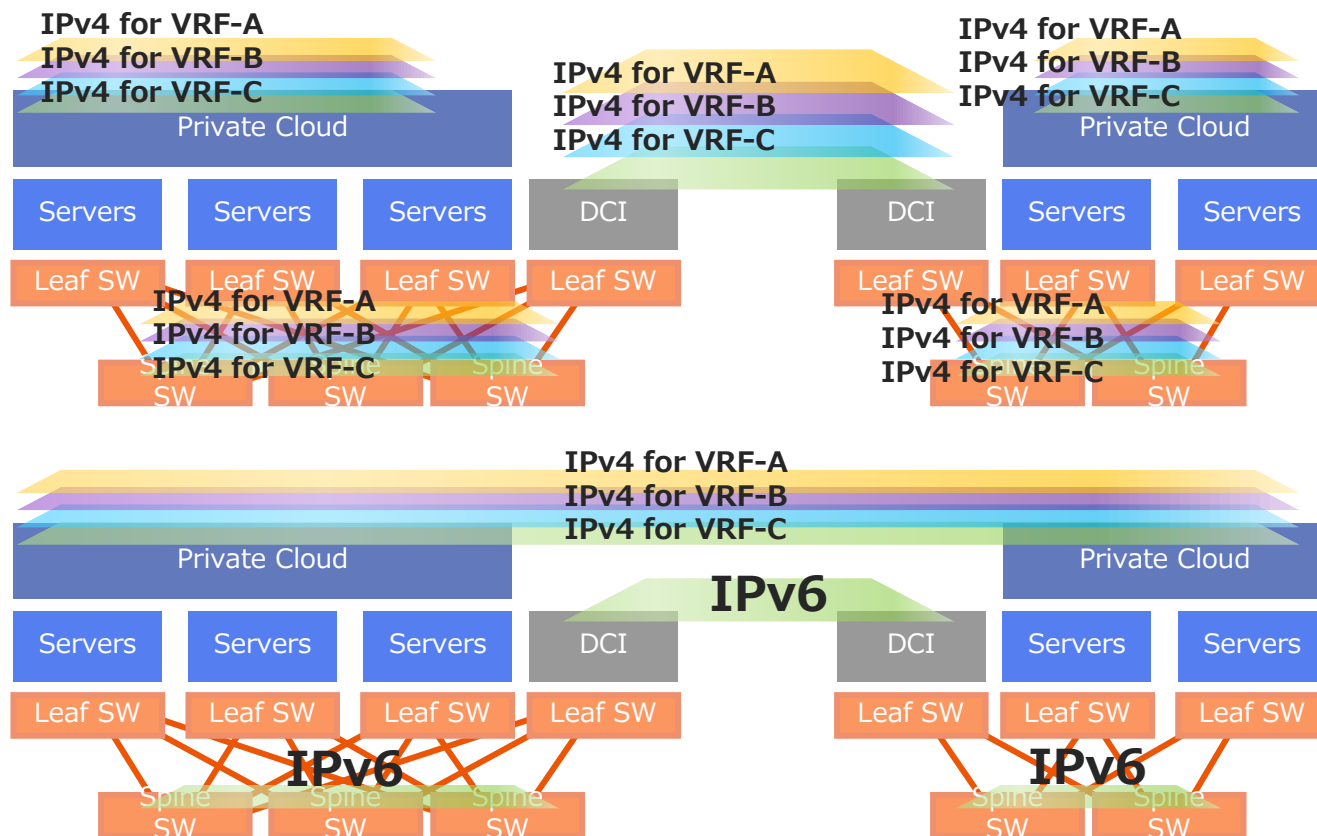 IPv4 for VRF-A
IPv4 for VRF-B
IPv4 for VRF-C
Private Cloud
IPv4 for VRF-A
IPv4 for VRF-B
IPv4 for VRF-C
IPv4 for VRF-A
IPv4 for VRF-B
IPv4 for VRF-C
Private Cloud
Servers
Servers
Servers
DCI
DCI
Servers
Servers
Leaf SW
Leaf SW
Leaf SW
Leaf SW
Leaf SW
Leaf SW
Leaf SW
IPv4 for VRF-A
IPv4 for VRF-B
IPv4 for VRF-C
Spine
SW
Spine
SW
Spine
SW
IPv4 for VRF-A
IPv4 for VRF-B
IPv4 for VRF-C
Spine
SW
Spine
SW
IPv4 for VRF-A
IPv4 for VRF-B
IPv4 for VRF-C
Private Cloud
Private Cloud
IPv6
Servers
Servers
Servers
DCI
DCI
Servers
Servers
Leaf SW
Leaf SW
Leaf SW
Leaf SW
Leaf SW
Leaf SW
Leaf SW
IPv6
IPv6
Spine
SW
Spine
SW
Spine
SW
Spine
SW
Spine
SW